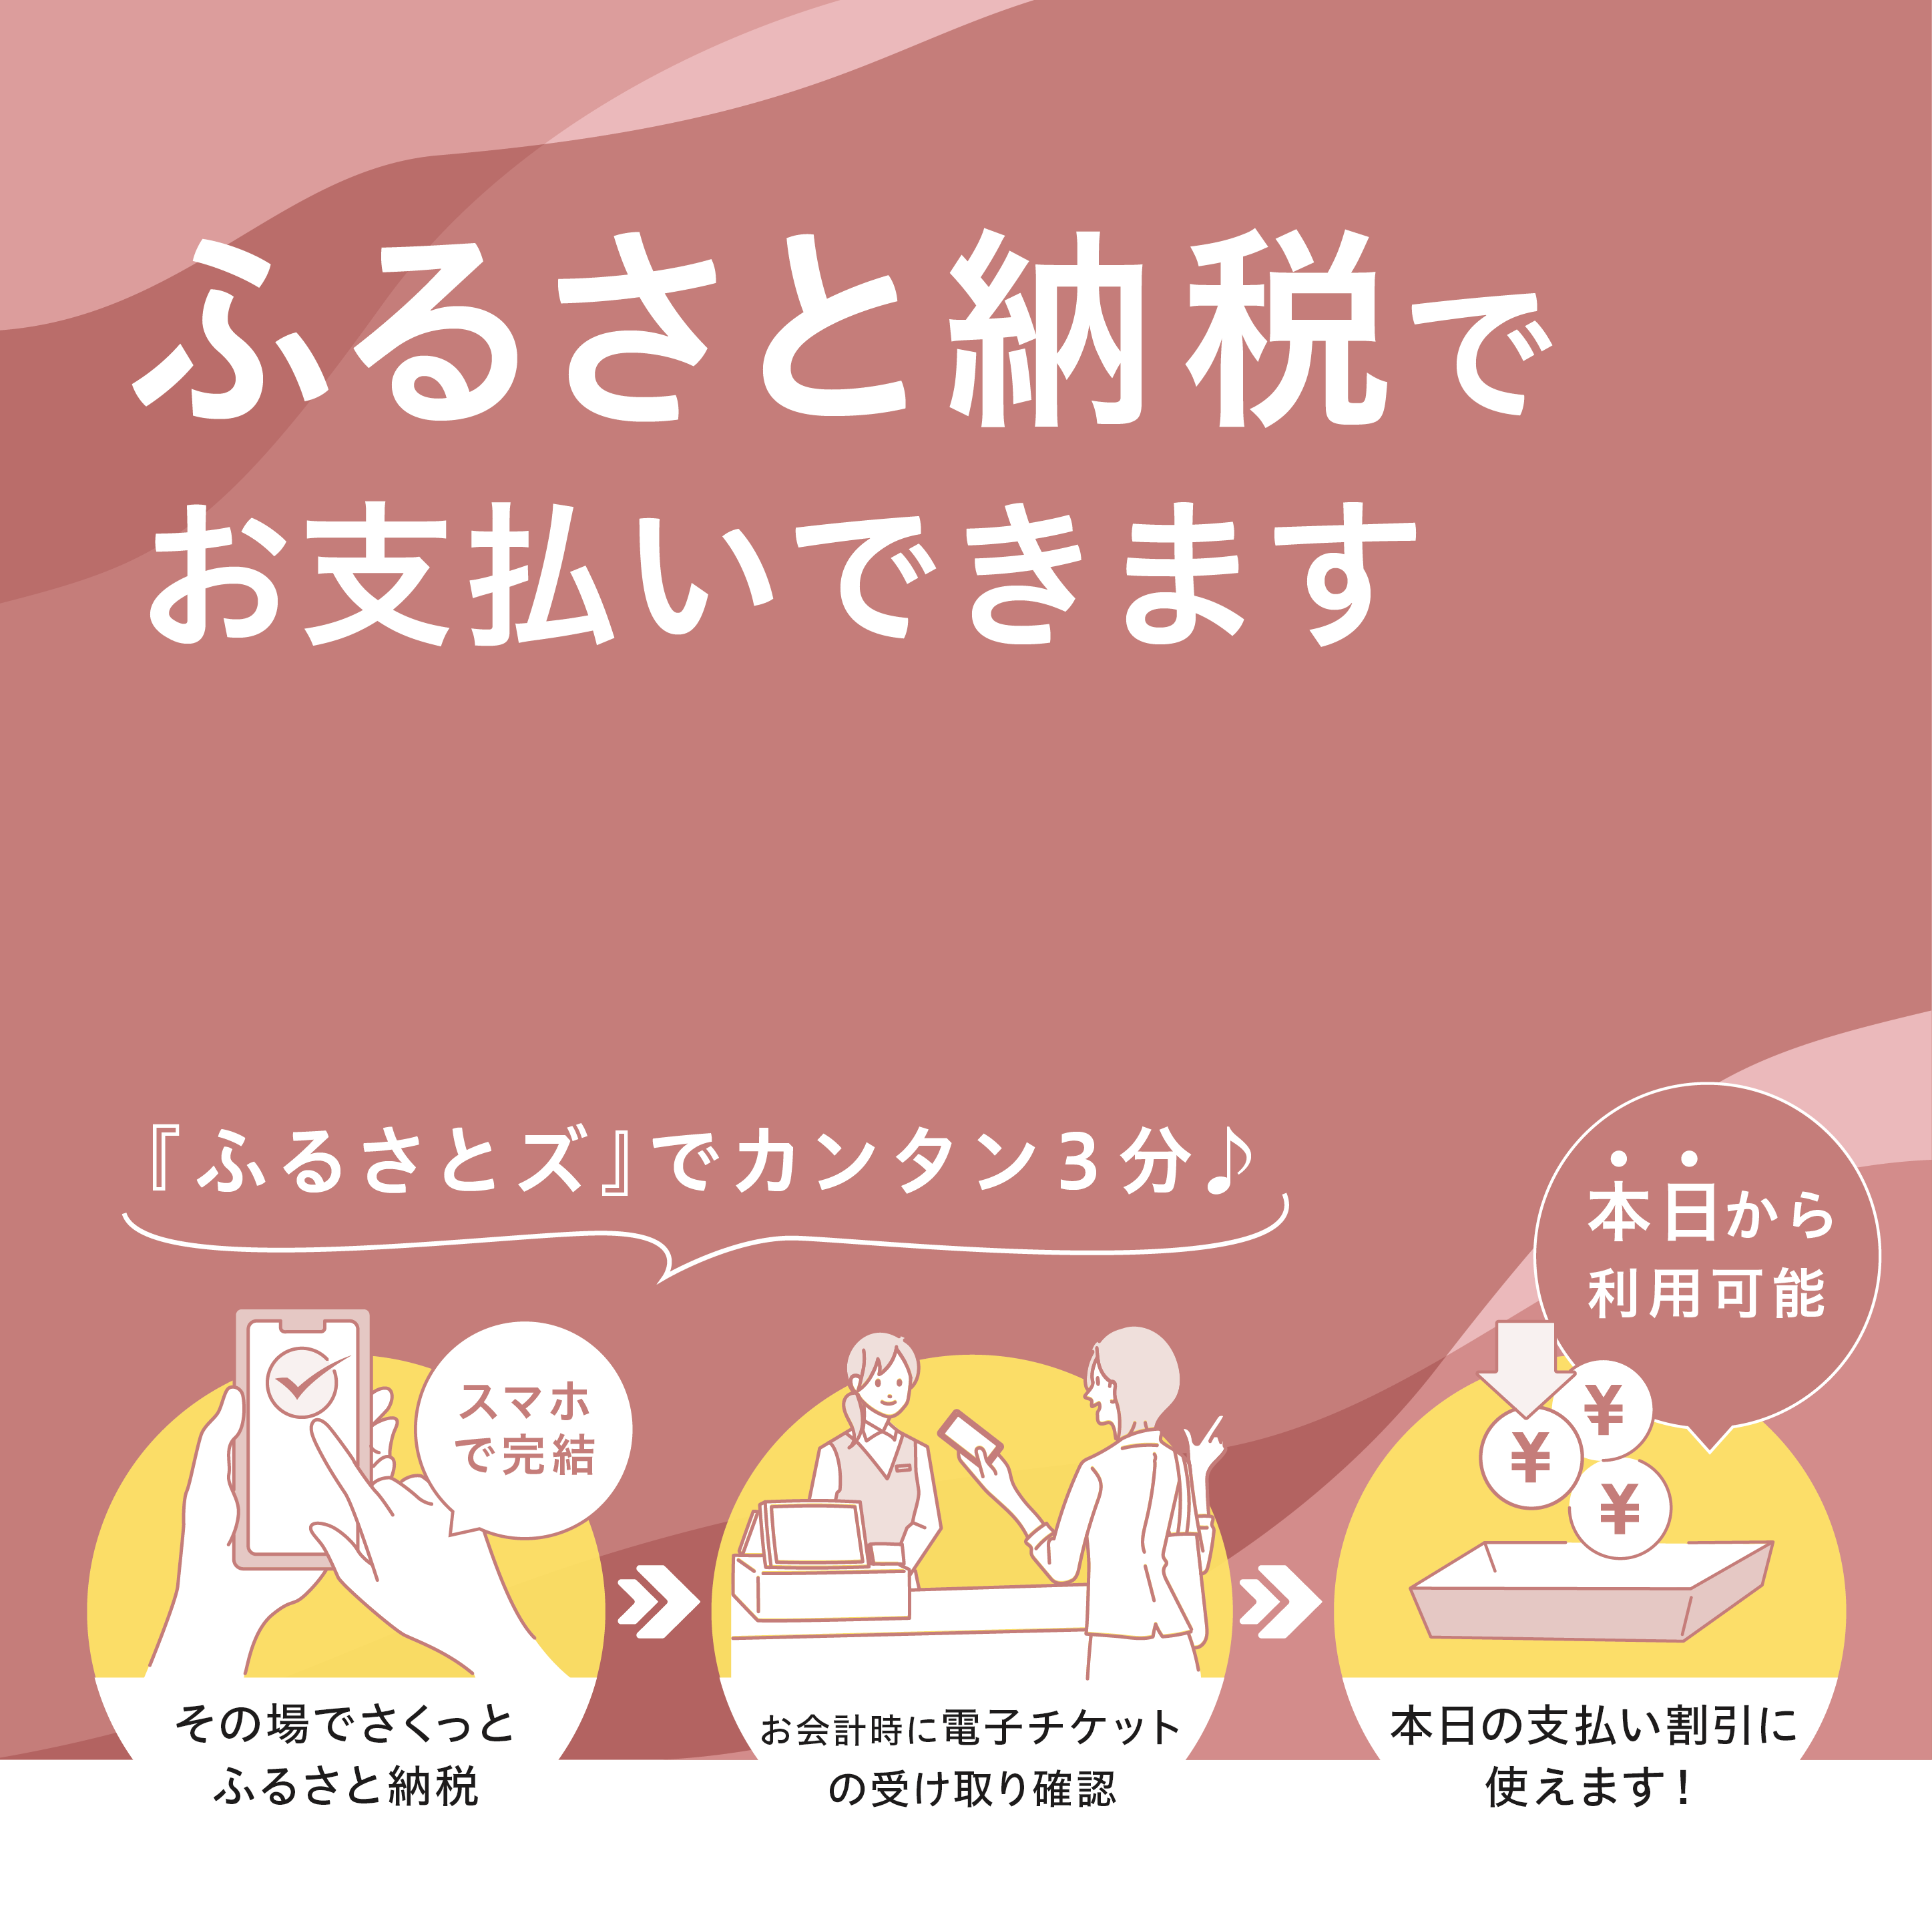 ふるさと納税で
お支払いできます
『ふるさとズ』でカンタン3分♪
本日から
利用可能
スマホ
で完結
¥
¥
¥
その場でさくっと
ふるさと納税
お会計時に電子チケット
の受け取り確認
本日の支払い割引に
使えます!